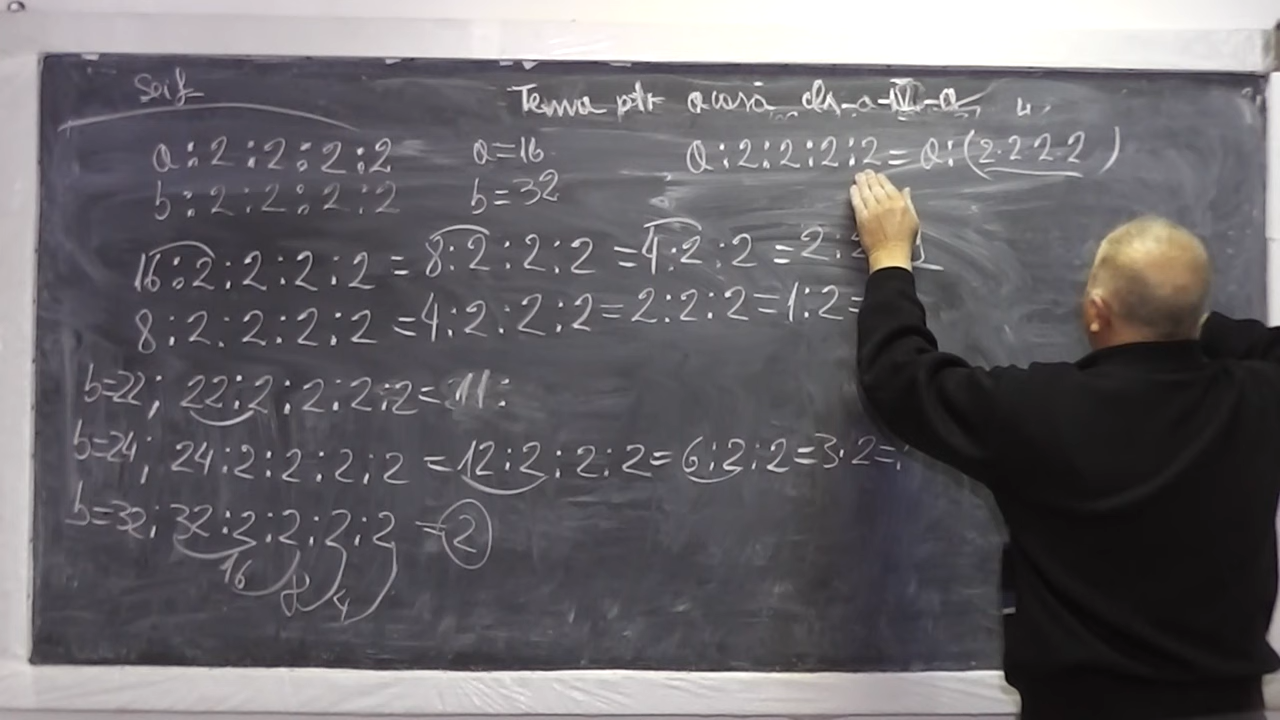 Seif
Tema ptr acasă cls a-IV-a
a:2:2:2:2 a=16 a:2:2:2:2=a:(2·2·2·2)
b:2:2:2:2 b=32
16:2:2:2:2=8:2:2:2=4:2:2=2:2
8:2:2:2:2=4:2:2:2=2:2:2=1:2=
b=22; 22:2:2:2:2=11:
b=24; 24:2:2:2:2=12:2:2:2=6:2:2=3:2=
b=32; 32:2:2:2:2=2
16 8 4